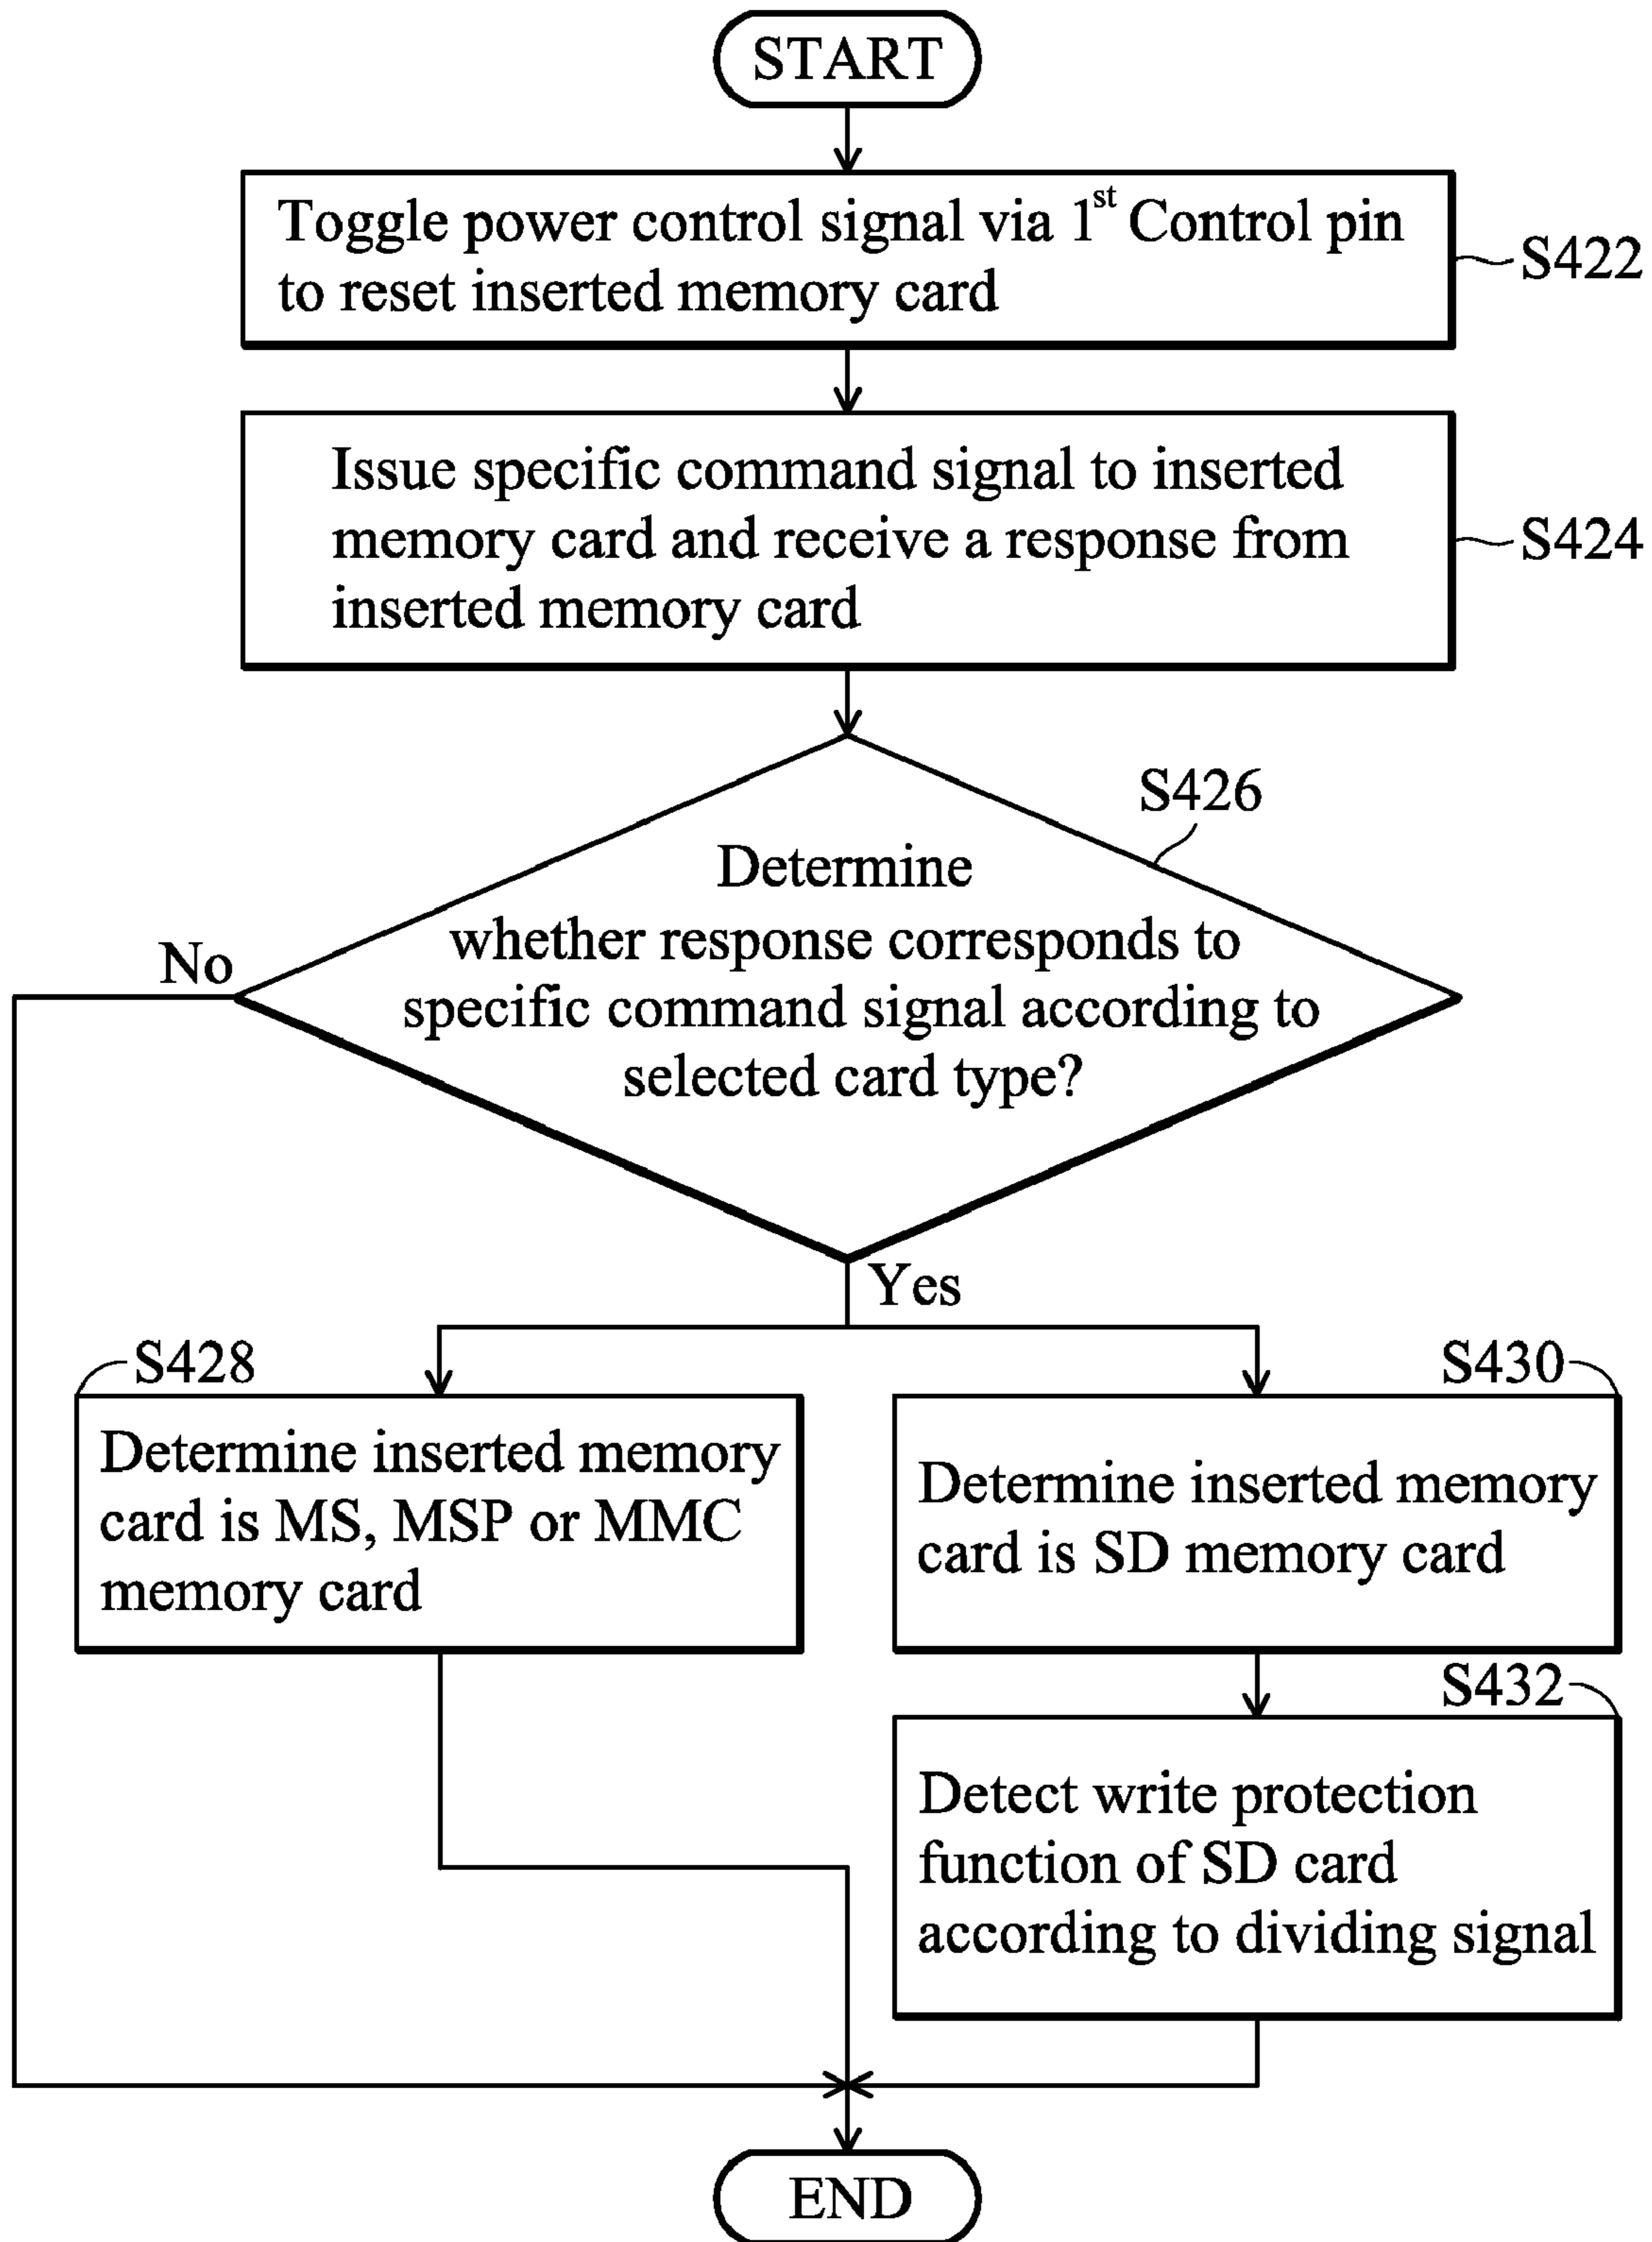 START
Toggle power control signal via 1st Control pin
to reset inserted memory card
S422
Issue specific command signal to inserted
memory card and receive a response from
inserted memory card
S424
S426
Determine
whether response corresponds to
specific command signal according to
selected card type?
No
Yes
S428
Determine inserted memory
card is MS, MSP or MMC
memory card
S430
Determine inserted memory
card is SD memory card
S432
Detect write protection
function of SD card
according to dividing signal
END